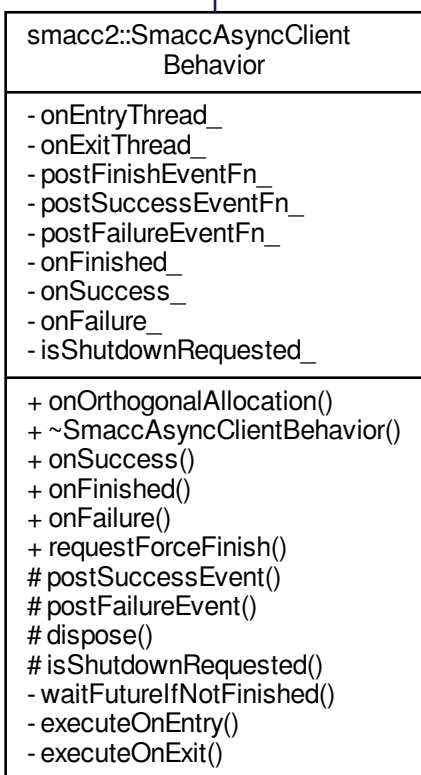 smacc2::SmaccAsyncClient
Behavior
- onEntryThread_
- onExitThread_
- postFinishEventFn_
- postSuccessEventFn_
- postFailureEventFn_
- onFinished_
- onSuccess_
- onFailure_
- isShutdownRequested_
+ onOrthogonalAllocation()
+ ~SmaccAsyncClientBehavior()
+ onSuccess()
+ onFinished()
+ onFailure()
+ requestForceFinish()
# postSuccessEvent()
# postFailureEvent()
# dispose()
# isShutdownRequested()
- waitFutureIfNotFinished()
- executeOnEntry()
- executeOnExit()